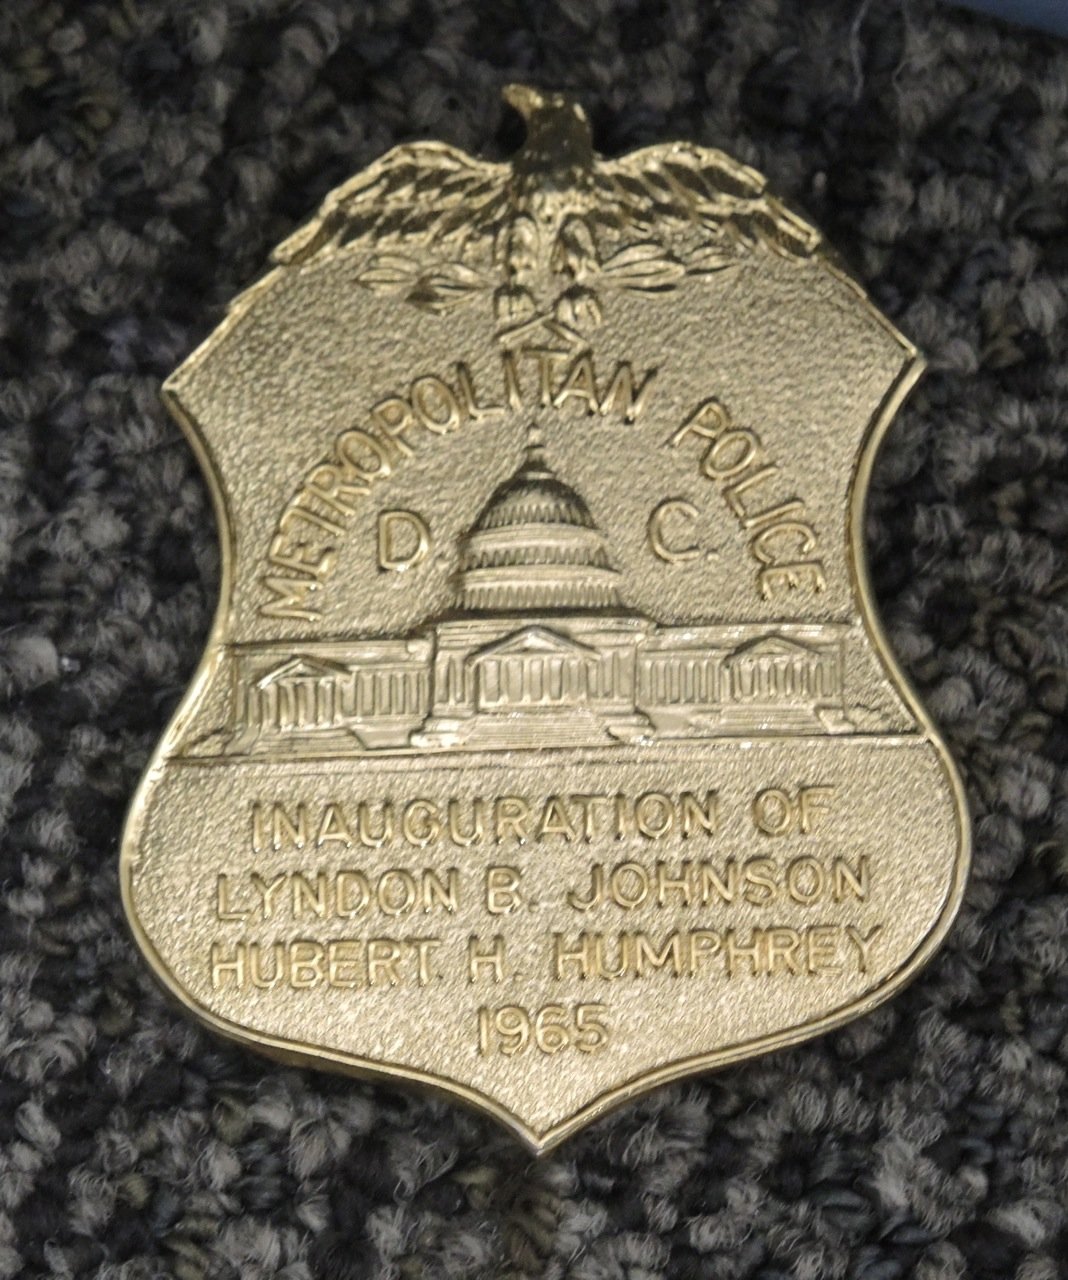 METROPOLITAN POLICE
D. C.
INAUGURATION OF
LYNDON B. JOHNSON
HUBERT H. HUMPHREY
1965